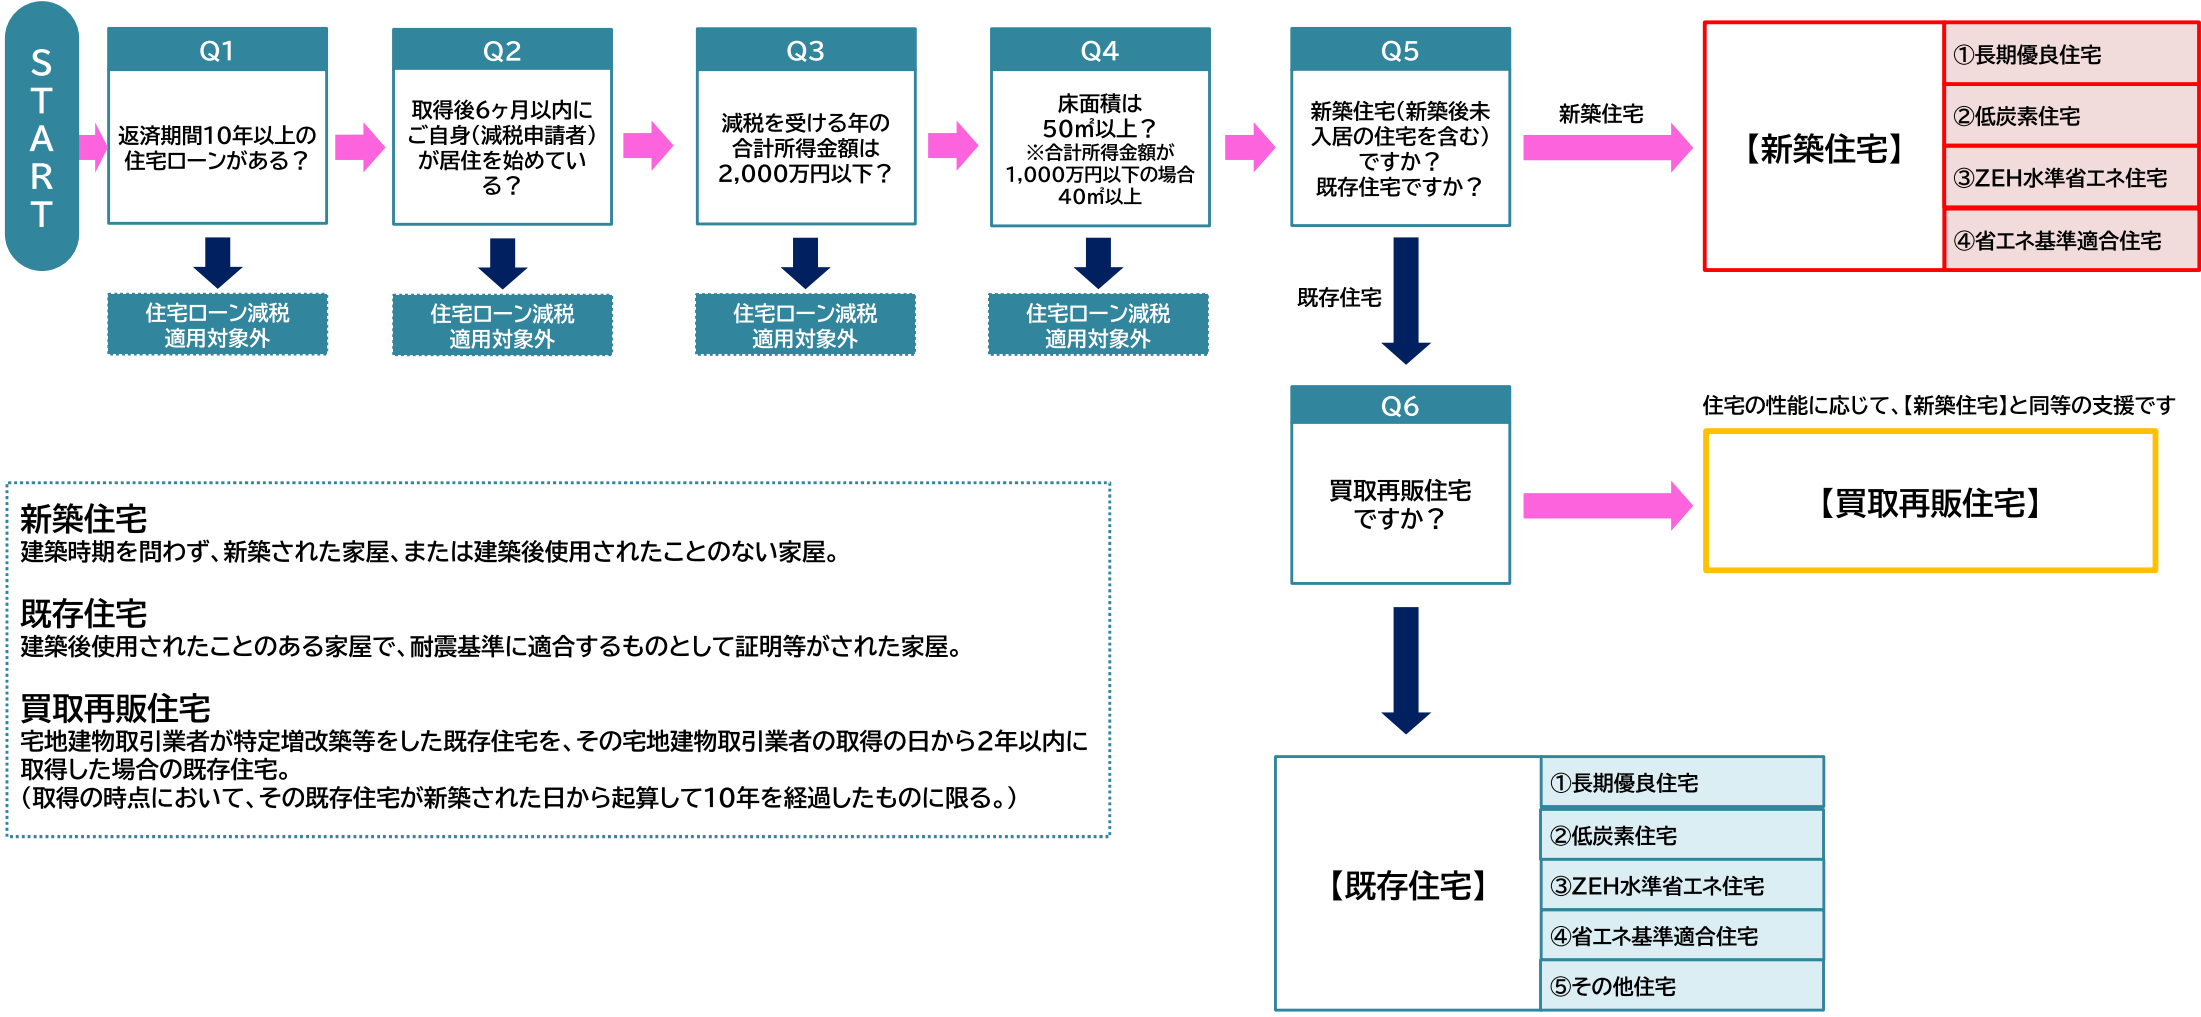 START
Q1
返済期間10年以上の
住宅ローンがある？
住宅ローン減税
適用対象外
Q2
取得後6ヶ月以内に
ご自身（減税申請者）
が居住を始めてい
る？
住宅ローン減税
適用対象外
Q3
減税を受ける年の
合計所得金額は
2,000万円以下？
住宅ローン減税
適用対象外
Q4
床面積は
50㎡以上？
※合計所得金額が
1,000万円以下の場合
40㎡以上
住宅ローン減税
適用対象外
Q5
新築住宅（新築後未
入居の住宅を含む）
ですか？
既存住宅ですか？
新築住宅
【新築住宅】
①長期優良住宅
②低炭素住宅
③ZEH水準省エネ住宅
④省エネ基準適合住宅
既存住宅
Q6
買取再販住宅
ですか？
住宅の性能に応じて、【新築住宅】と同等の支援です
【買取再販住宅】
【既存住宅】
①長期優良住宅
②低炭素住宅
③ZEH水準省エネ住宅
④省エネ基準適合住宅
⑤その他住宅
新築住宅
建築時期を問わず、新築された家屋、または建築後使用されたことのない家屋。
既存住宅
建築後使用されたことのある家屋で、耐震基準に適合するものとして証明等がされた家屋。
買取再販住宅
宅地建物取引業者が特定増改築等をした既存住宅を、その宅地建物取引業者の取得の日から2年以内に
取得した場合の既存住宅。
（取得の時点において、その既存住宅が新築された日から起算して10年を経過したものに限る。）